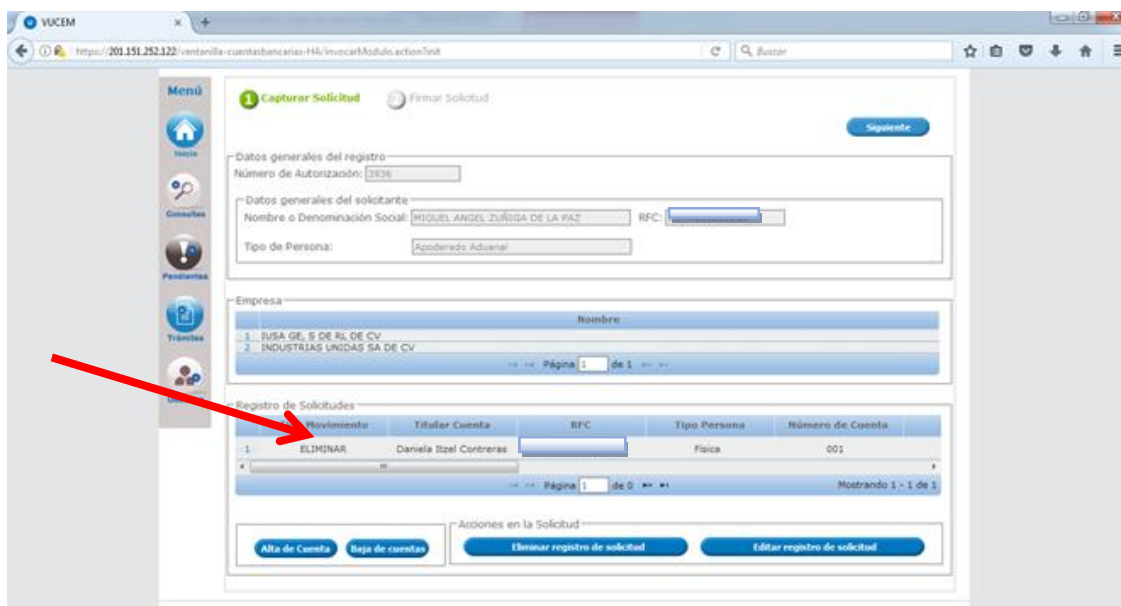 VUCEM
https://201.151.252.122/ventanilla-cuentasbancarias-HA/invocarModulo.action?init
Buscar
Menú
Inicio
Consultas
Pendientes
Trámites
1 Capturar Solicitud
Firmar Solicitud
Siguiente
Datos generales del registro
Número de Autorización: 3936
Datos generales del solicitante
Nombre o Denominación Social: MIGUEL ANGEL ZUÑIGA DE LA PAZ RFC:
Tipo de Persona: Apoderado Aduanal
Empresa
Nombre
1 IUSA GE, S DE RL DE CV
2 INDUSTRIAS UNIDAS SA DE CV
Página 1 de 1
Registro de Solicitudes
Movimiento Titular Cuenta RFC Tipo Persona Número de Cuenta
1 ELIMINAR Daniela Itzel Contreras Física 001
Página 1 de 0 Mostrando 1 - 1 de 1
Acciones en la Solicitud
Alta de Cuenta Baja de cuentas Eliminar registro de solicitud Editar registro de solicitud